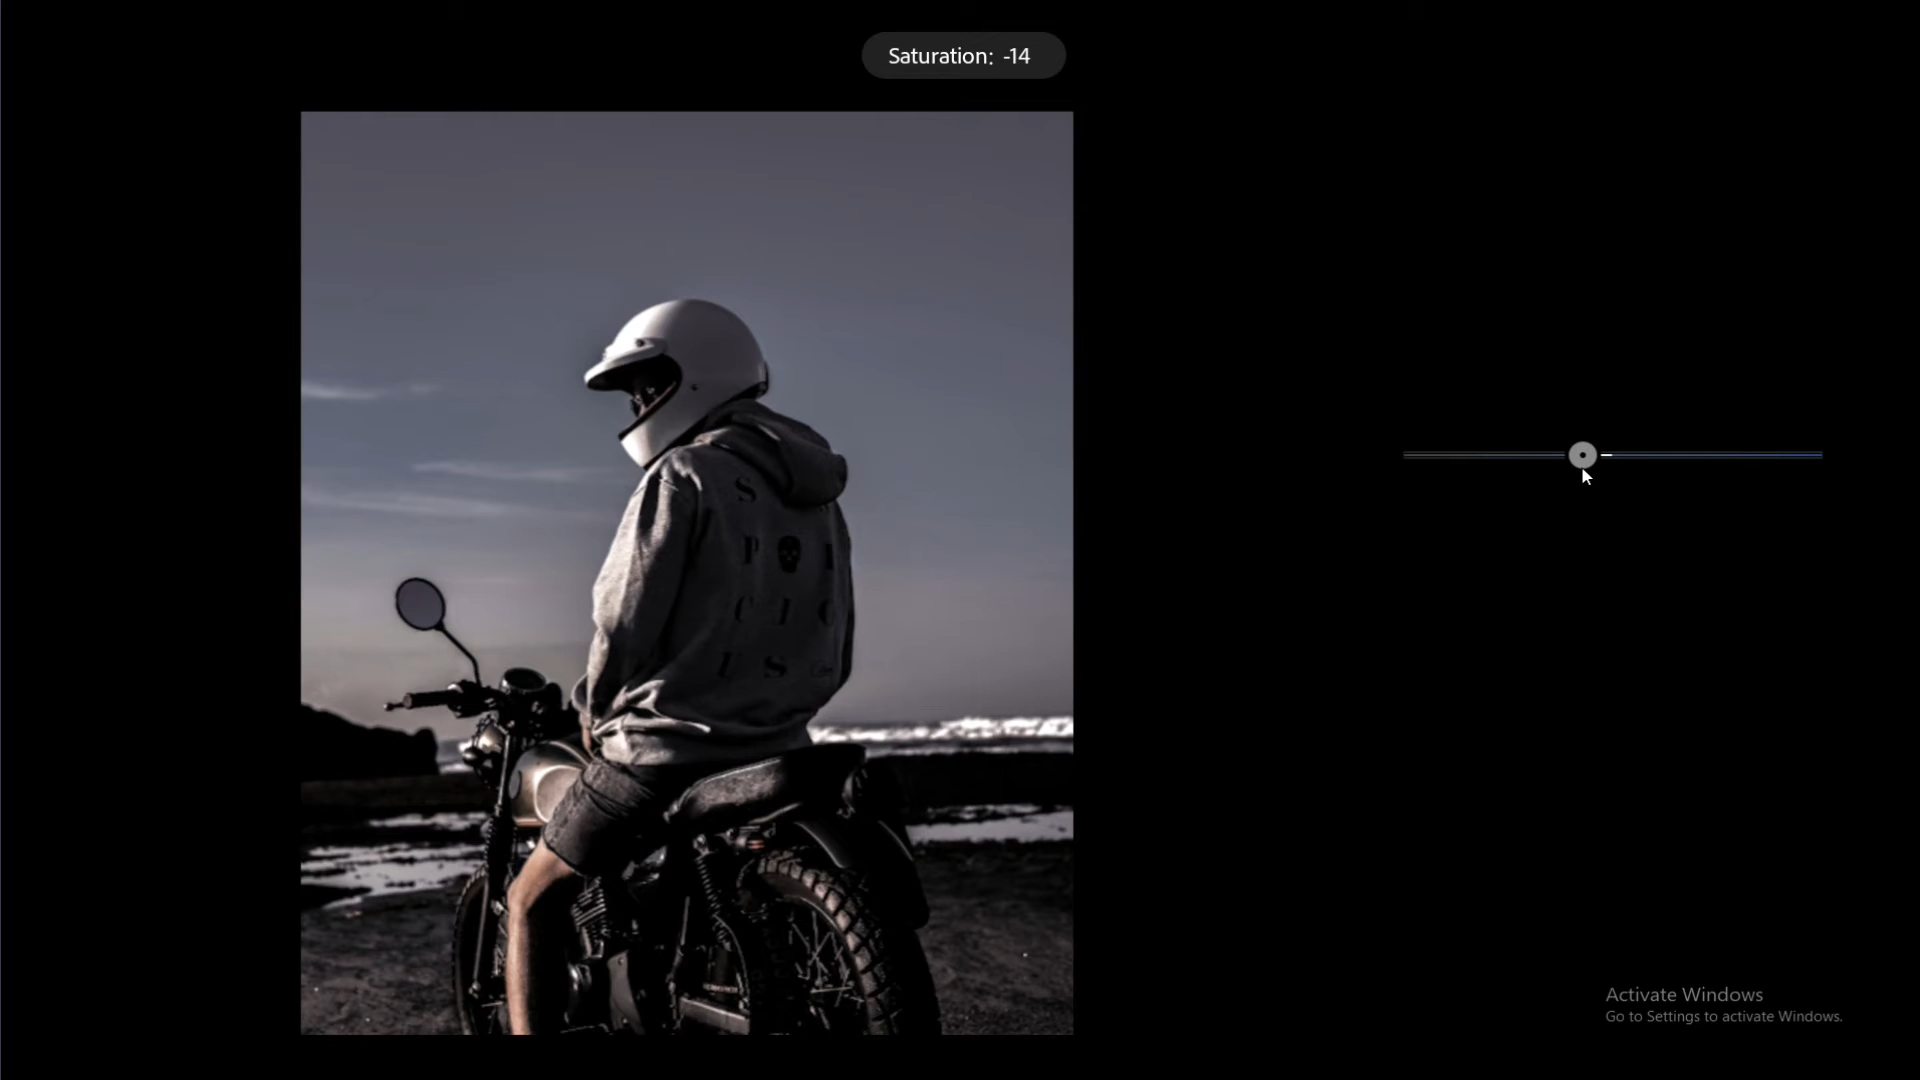 Saturation: -14
S
P I
C I O
U S
Activate Windows
Go to Settings to activate Windows.